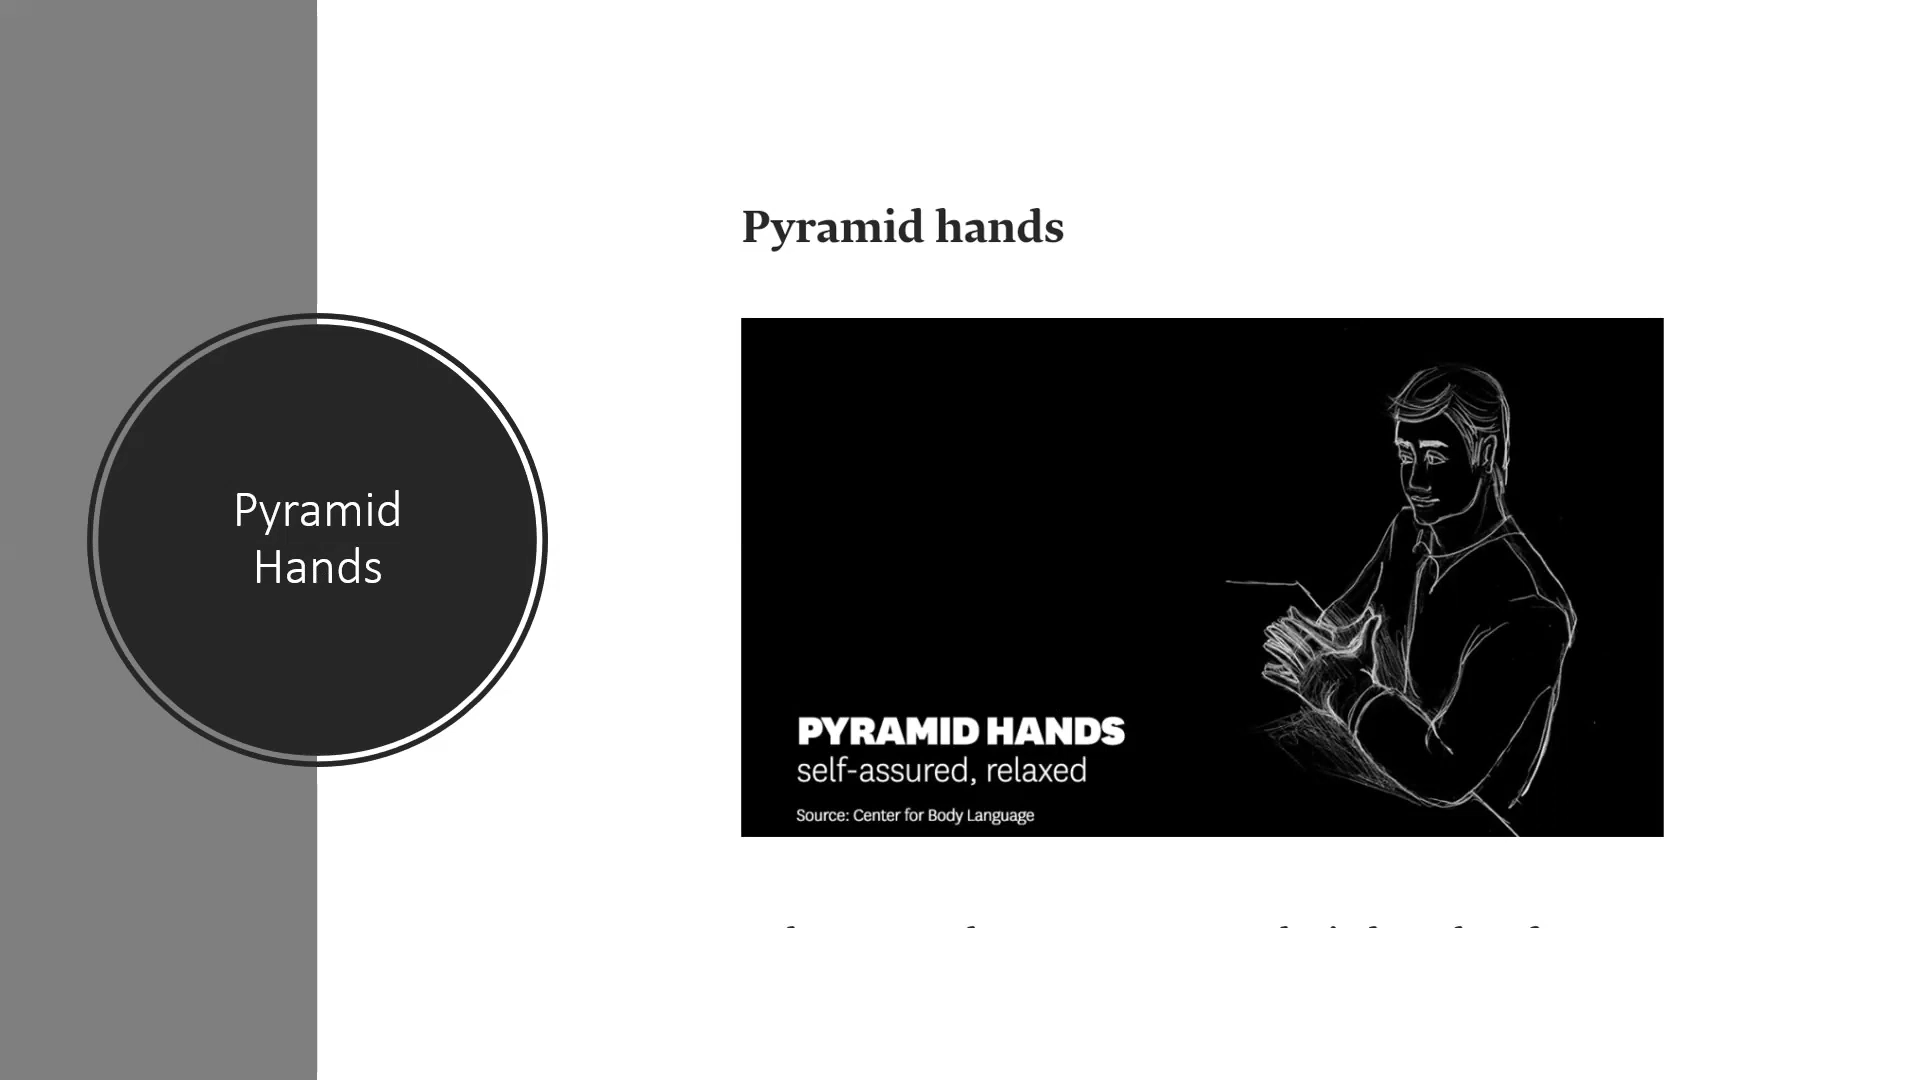 Pyramid
Hands
Pyramid hands
PYRAMID HANDS
self-assured, relaxed
Source: Center for Body Language